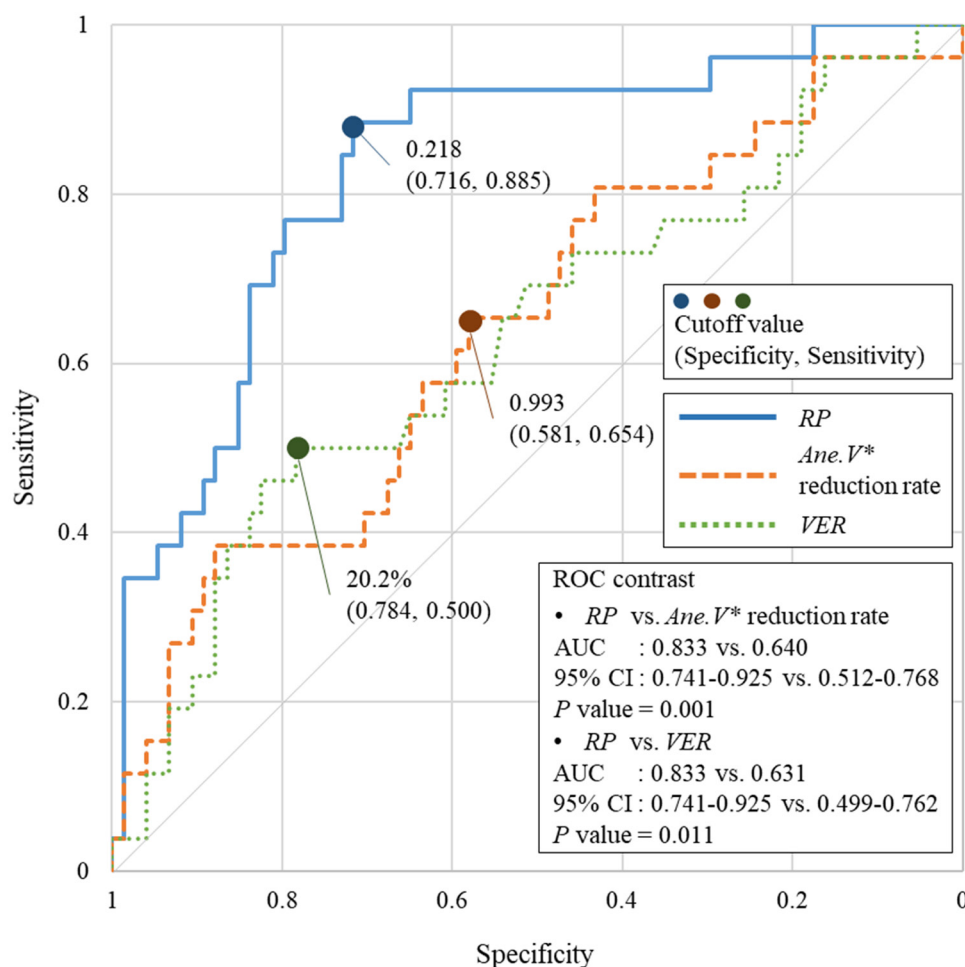 1
0.218
(0.716, 0.885)
0.8
Cutoff value
(Specificity, Sensitivity)
0.6
0.993
(0.581, 0.654)
RP
Ane.V*
reduction rate
VER
Sensitivity
0.4
20.2%
(0.784, 0.500)
ROC contrast
• RP vs. Ane.V* reduction rate
AUC : 0.833 vs. 0.640
95% CI : 0.741-0.925 vs. 0.512-0.768
P value = 0.001
• RP vs. VER
AUC : 0.833 vs. 0.631
95% CI : 0.741-0.925 vs. 0.499-0.762
P value = 0.011
0.2
0
1 0.8 0.6 0.4 0.2 0
Specificity